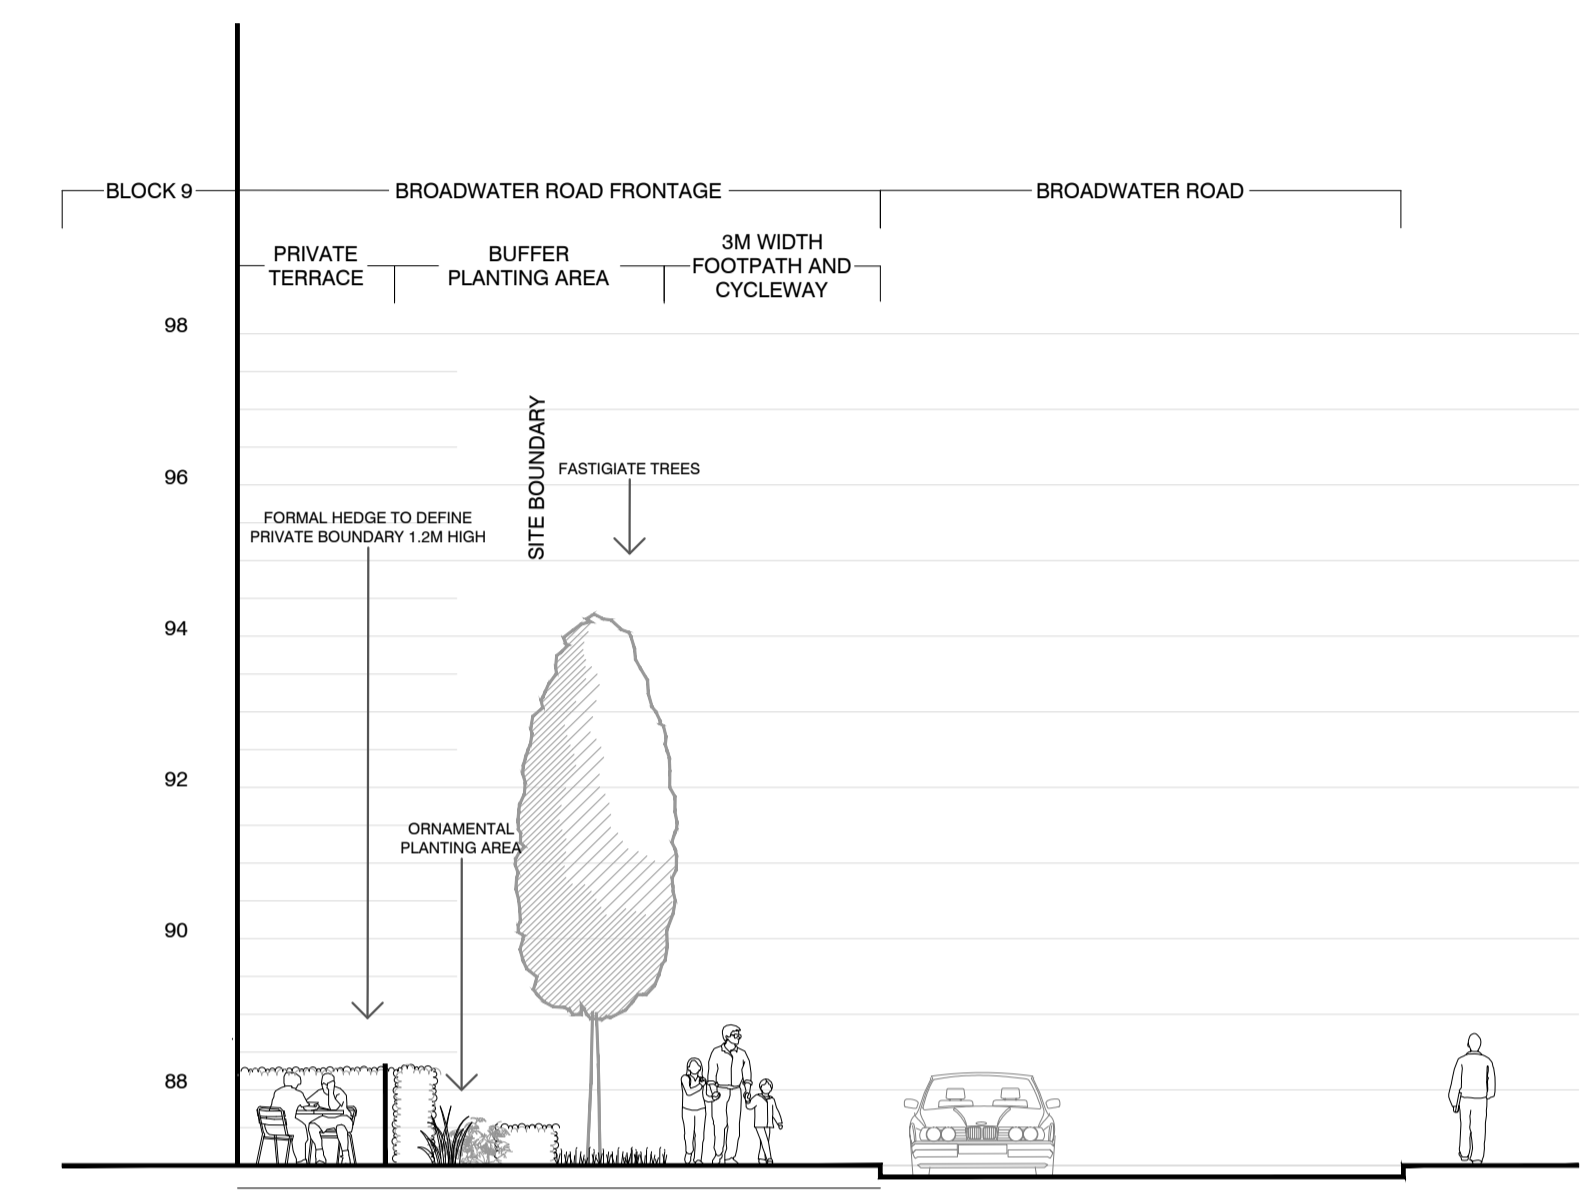 BLOCK 9
BROADWATER ROAD FRONTAGE
BROADWATER ROAD
PRIVATE
TERRACE
BUFFER
PLANTING AREA
3M WIDTH
FOOTPATH AND
CYCLEWAY
98
SITE BOUNDARY
96
FASTIGIATE TREES
FORMAL HEDGE TO DEFINE
PRIVATE BOUNDARY 1.2M HIGH
94
92
ORNAMENTAL
PLANTING AREA
90
88